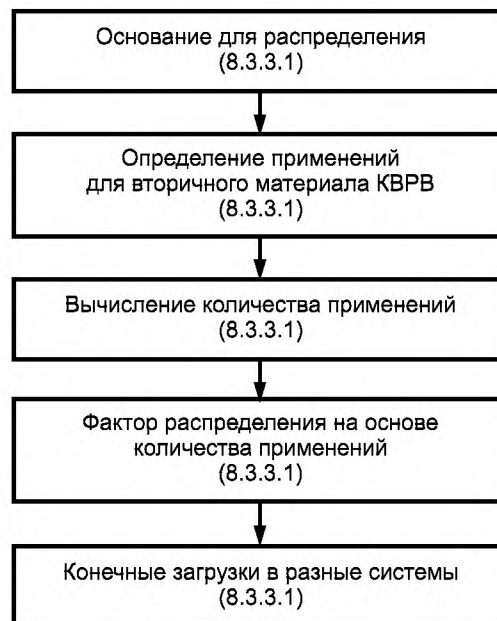 Основание для распределения
(8.3.3.1)
Определение применений
для вторичного материала КВРВ
(8.3.3.1)
Вычисление количества применений
(8.3.3.1)
Фактор распределения на основе
количества применений
(8.3.3.1)
Конечные загрузки в разные системы
(8.3.3.1)